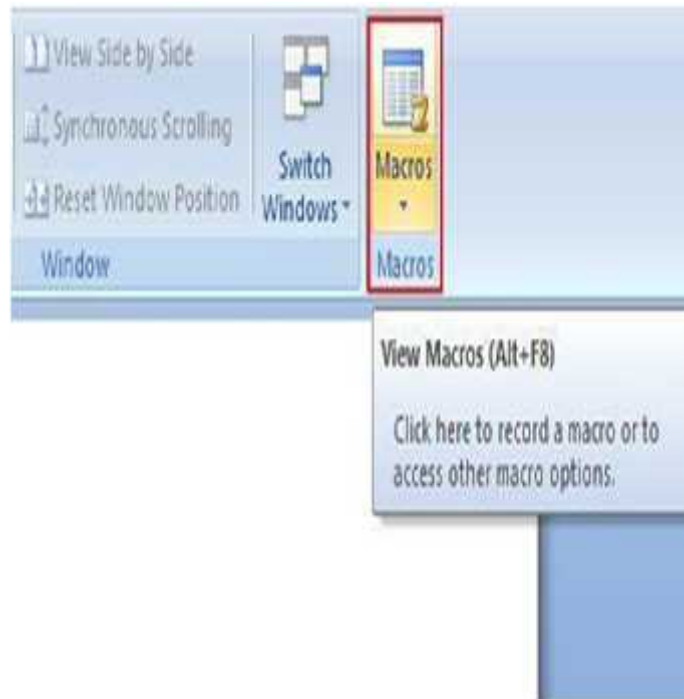 View Side by Side
Synchronous Scrolling
Reset Window Position
Window
Switch
Windows
Macros
Macros
View Macros (Alt+F8)
Click here to record a macro or to
access other macro options.